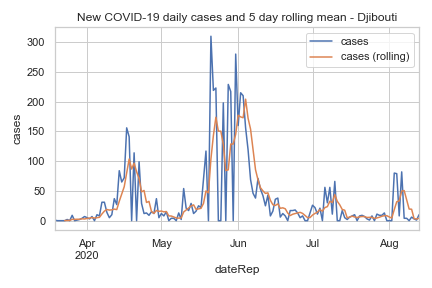 New COVID-19 daily cases and 5 day rolling mean - Djibouti
cases
cases (rolling)
300
250
200
150
100
50
0
cases
Apr
2020
May
Jun
Jul
Aug
dateRep